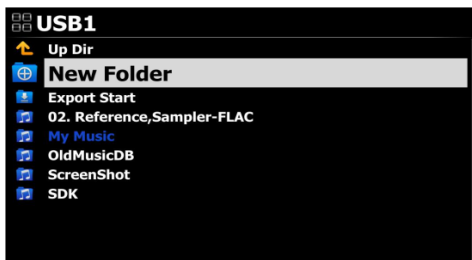 USB1
Up Dir
New Folder
Export Start
02. Reference,Sampler-FLAC
My Music
OldMusicDB
ScreenShot
SDK